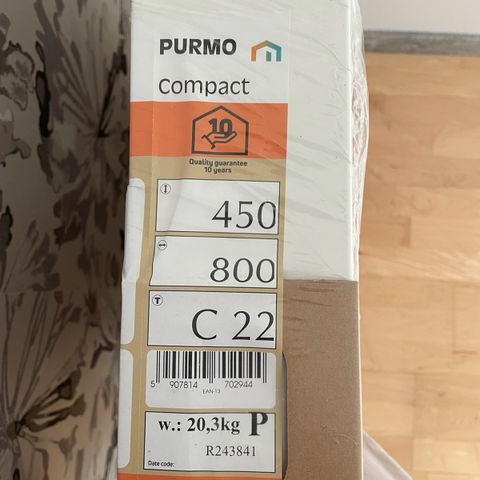 PURMO
compact
10
Quality guarantee
10 years
450
800
T
C 22
5 907814 702944
EAN-13
w.: 20,3kg P
R243841
Date code: